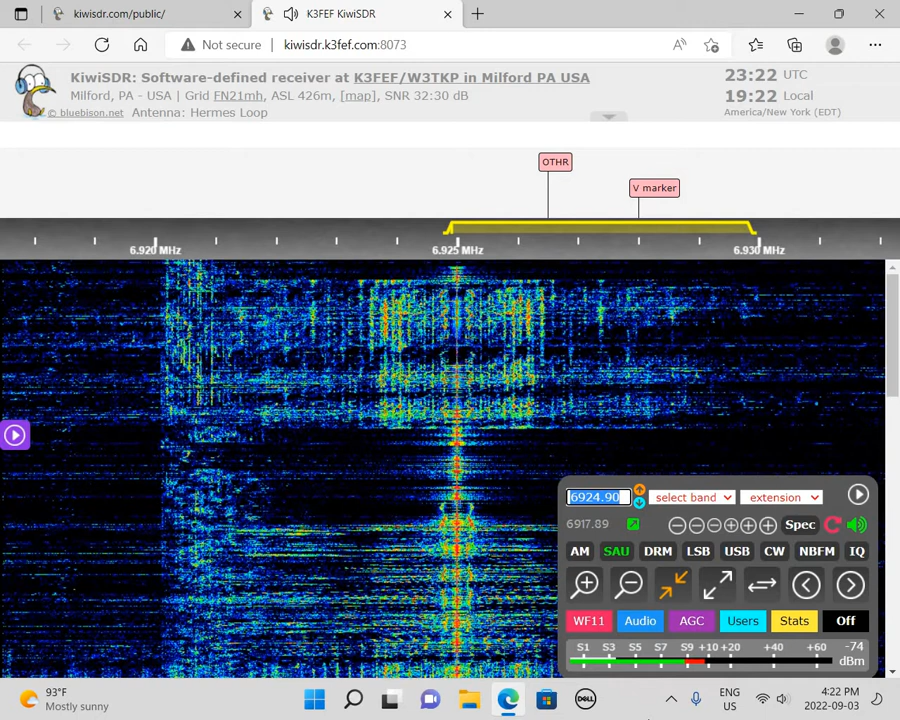 kiwisdr.com/public/
K3FEF KiwiSDR
Not secure
kiwisdr.k3fef.com:8073
KiwiSDR: Software-defined receiver at K3FEF/W3TKP in Milford PA USA
Milford, PA - USA | Grid FN21mh, ASL 426m, [map], SNR 32:30 dB
© bluebison.net Antenna: Hermes Loop
23:22 UTC
19:22 Local
America/New York (EDT)
OTHR
V marker
6.920 MHz 6.925 MHz 6.930 MHz
6924.90 select band extension
6917.89 Spec
AM SAU DRM LSB USB CW NBFM IQ
WF11 Audio AGC Users Stats Off
S1 S3 S5 S7 S9 +10 +20 +40 +60 -74
dBm
93°F
Mostly sunny
DELL
ENG
US
4:22 PM
2022-09-03